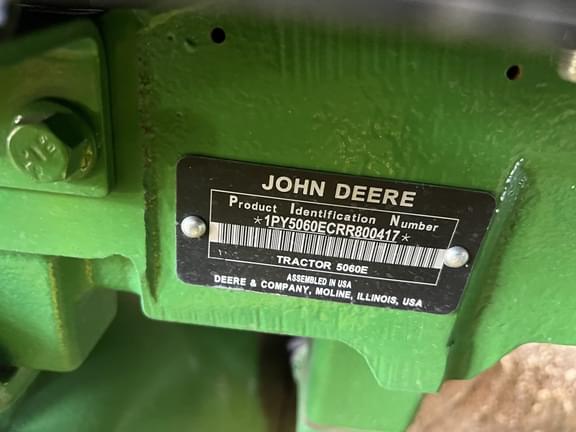 JOHN DEERE
Product Identification Number
*1PY5060ECRR800417*
TRACTOR 5060E
ASSEMBLED IN USA
DEERE & COMPANY, MOLINE, ILLINOIS, USA